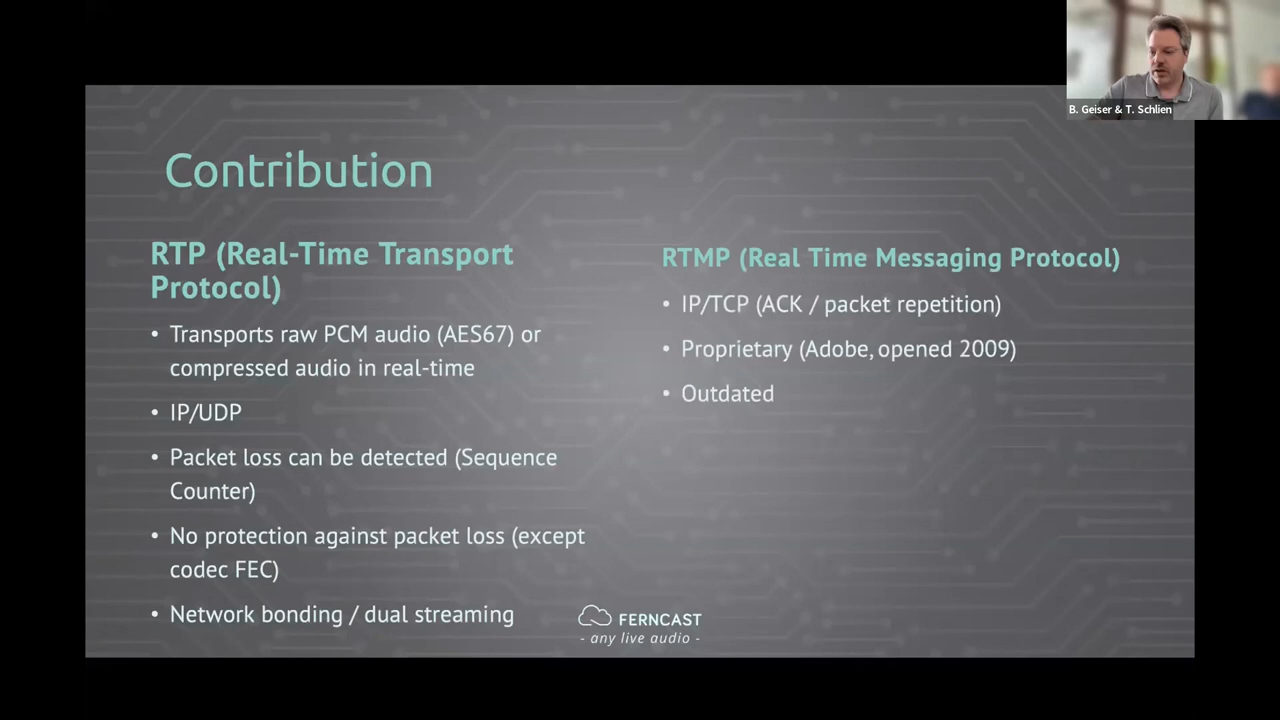 B. Geiser & T. Schlien
Contribution
RTP (Real-Time Transport
Protocol)
• Transports raw PCM audio (AES67) or
compressed audio in real-time
• IP/UDP
• Packet loss can be detected (Sequence
Counter)
• No protection against packet loss (except
codec FEC)
• Network bonding / dual streaming
RTMP (Real Time Messaging Protocol)
• IP/TCP (ACK / packet repetition)
• Proprietary (Adobe, opened 2009)
• Outdated
FERNCAST
- any live audio -